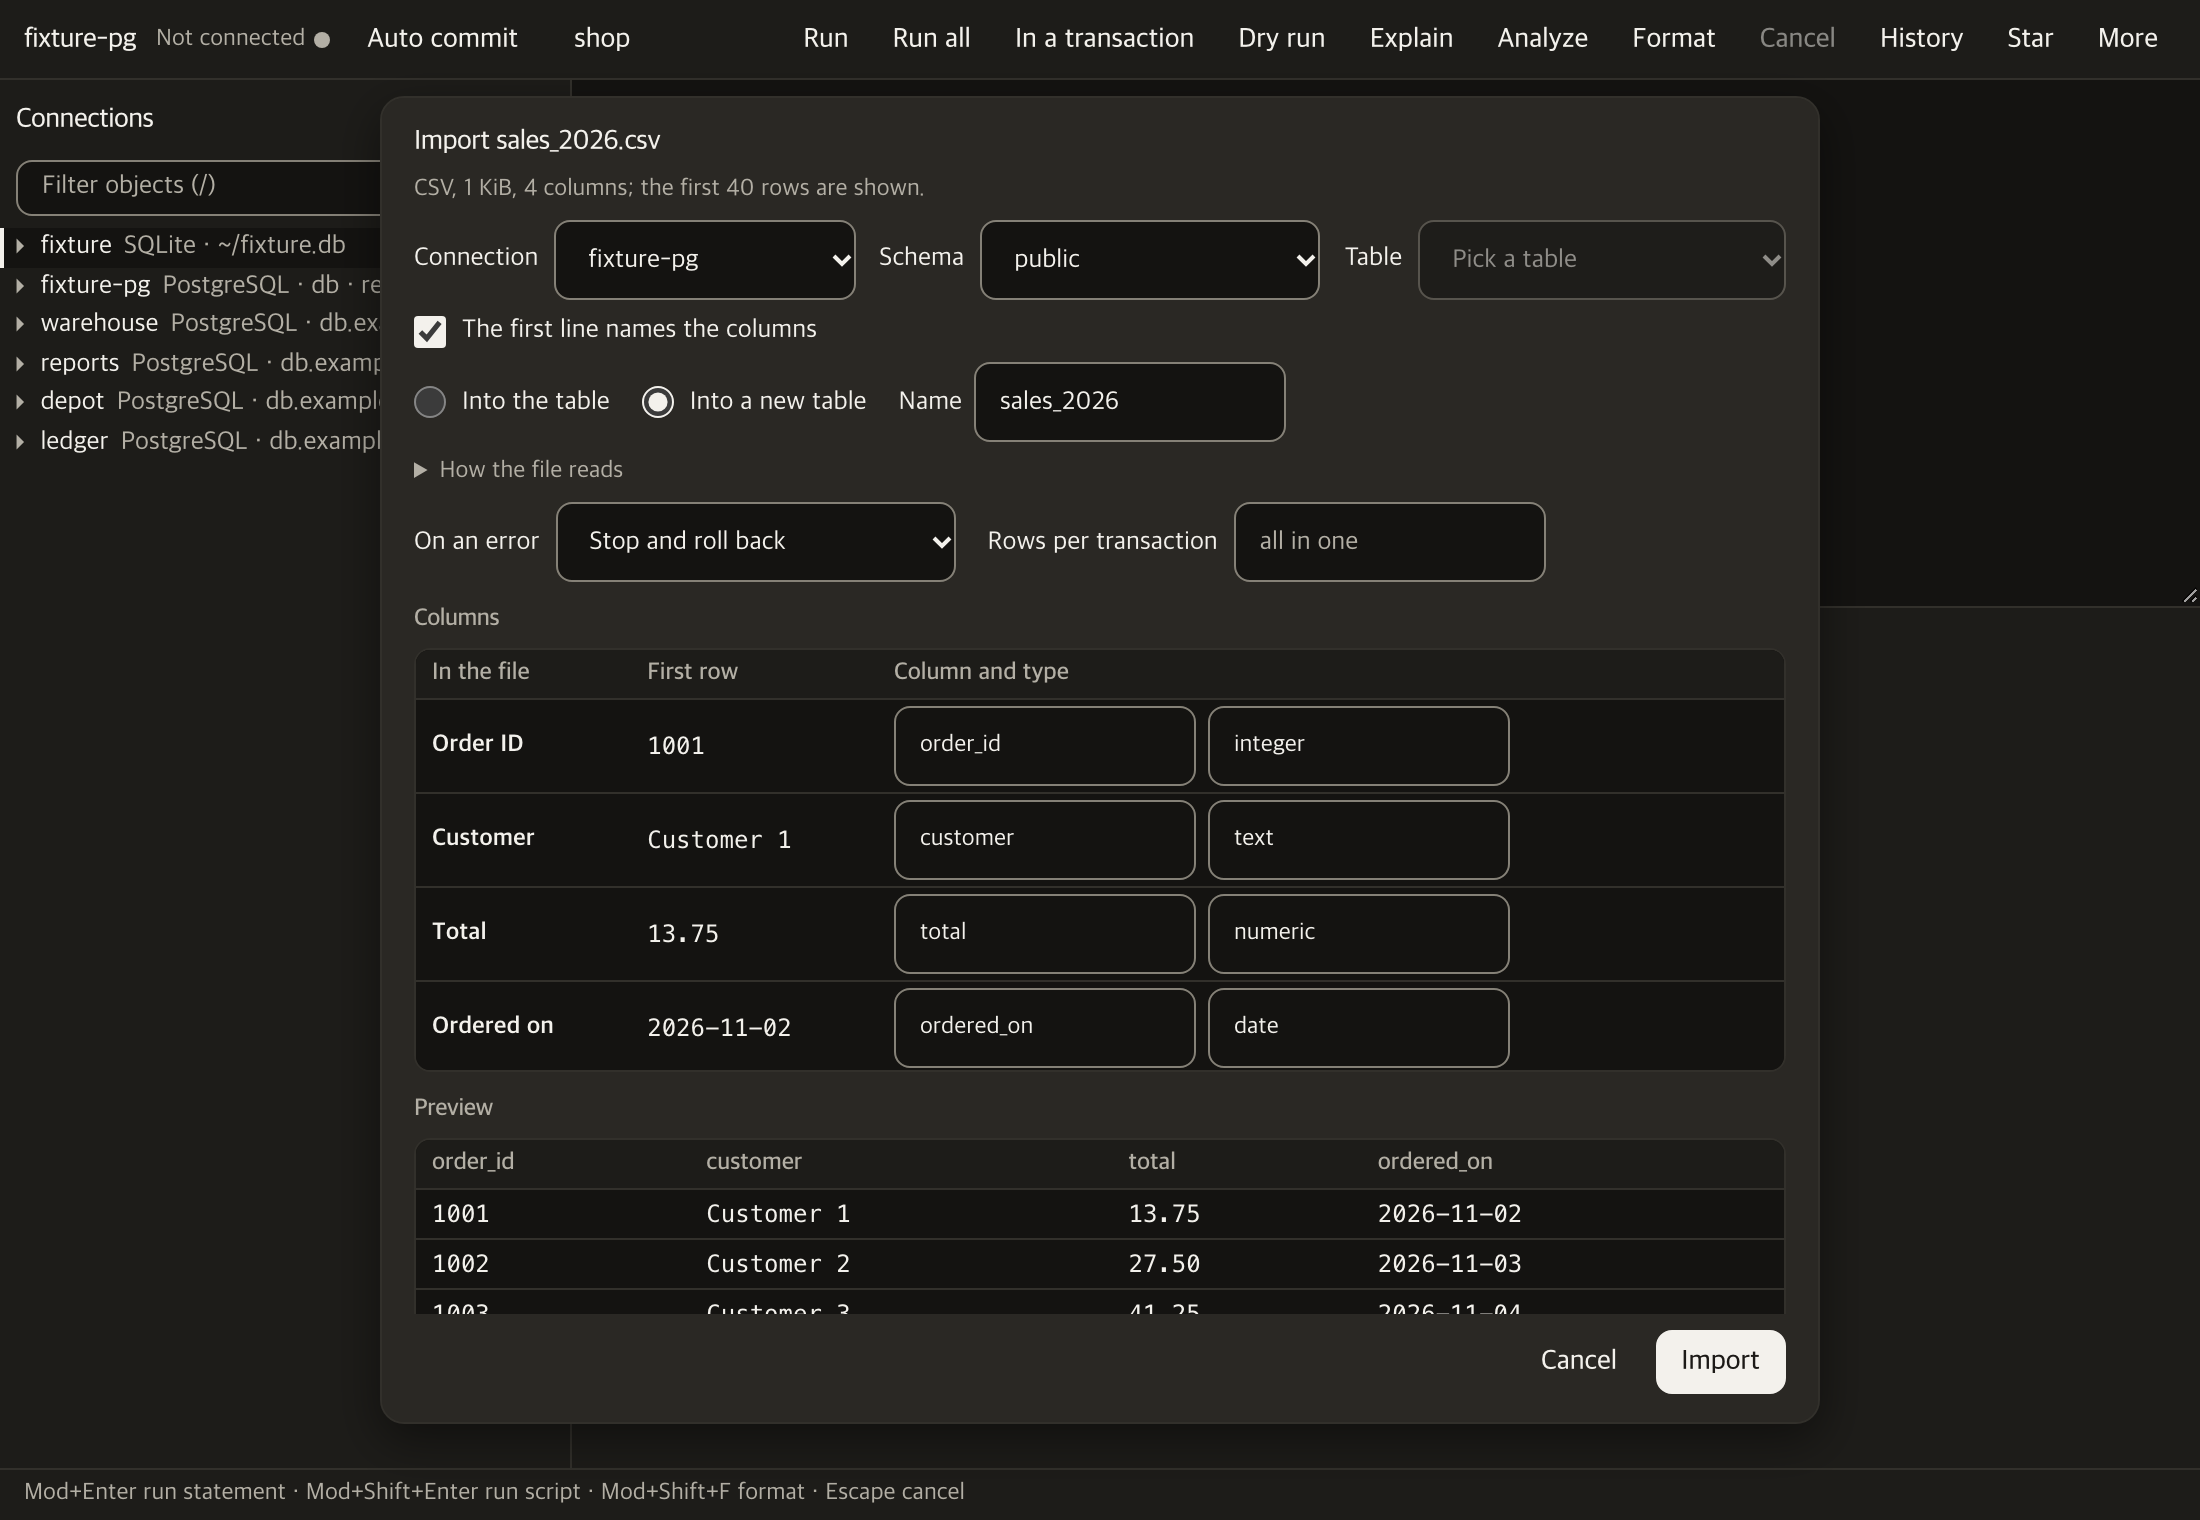 fixture-pg Not connected Auto commit shop Run Run all In a transaction Dry run Explain Analyze Format Cancel History Star More
Connections
Filter objects (/)
fixture SQLite · ~/fixture.db
fixture-pg PostgreSQL · db · re
warehouse PostgreSQL · db.ex
reports PostgreSQL · db.examp
depot PostgreSQL · db.exampl
ledger PostgreSQL · db.exampl
Import sales_2026.csv
CSV, 1 KiB, 4 columns; the first 40 rows are shown.
Connection fixture-pg Schema public Table Pick a table
The first line names the columns
Into the table Into a new table Name sales_2026
How the file reads
On an error Stop and roll back Rows per transaction all in one
Columns
In the file First row Column and type
Order ID 1001 order_id integer
Customer Customer 1 customer text
Total 13.75 total numeric
Ordered on 2026-11-02 ordered_on date
Preview
order_id customer total ordered_on
1001 Customer 1 13.75 2026-11-02
1002 Customer 2 27.50 2026-11-03
1003 Customer 3 41.25 2026-11-04
Cancel Import
Mod+Enter run statement · Mod+Shift+Enter run script · Mod+Shift+F format · Escape cancel